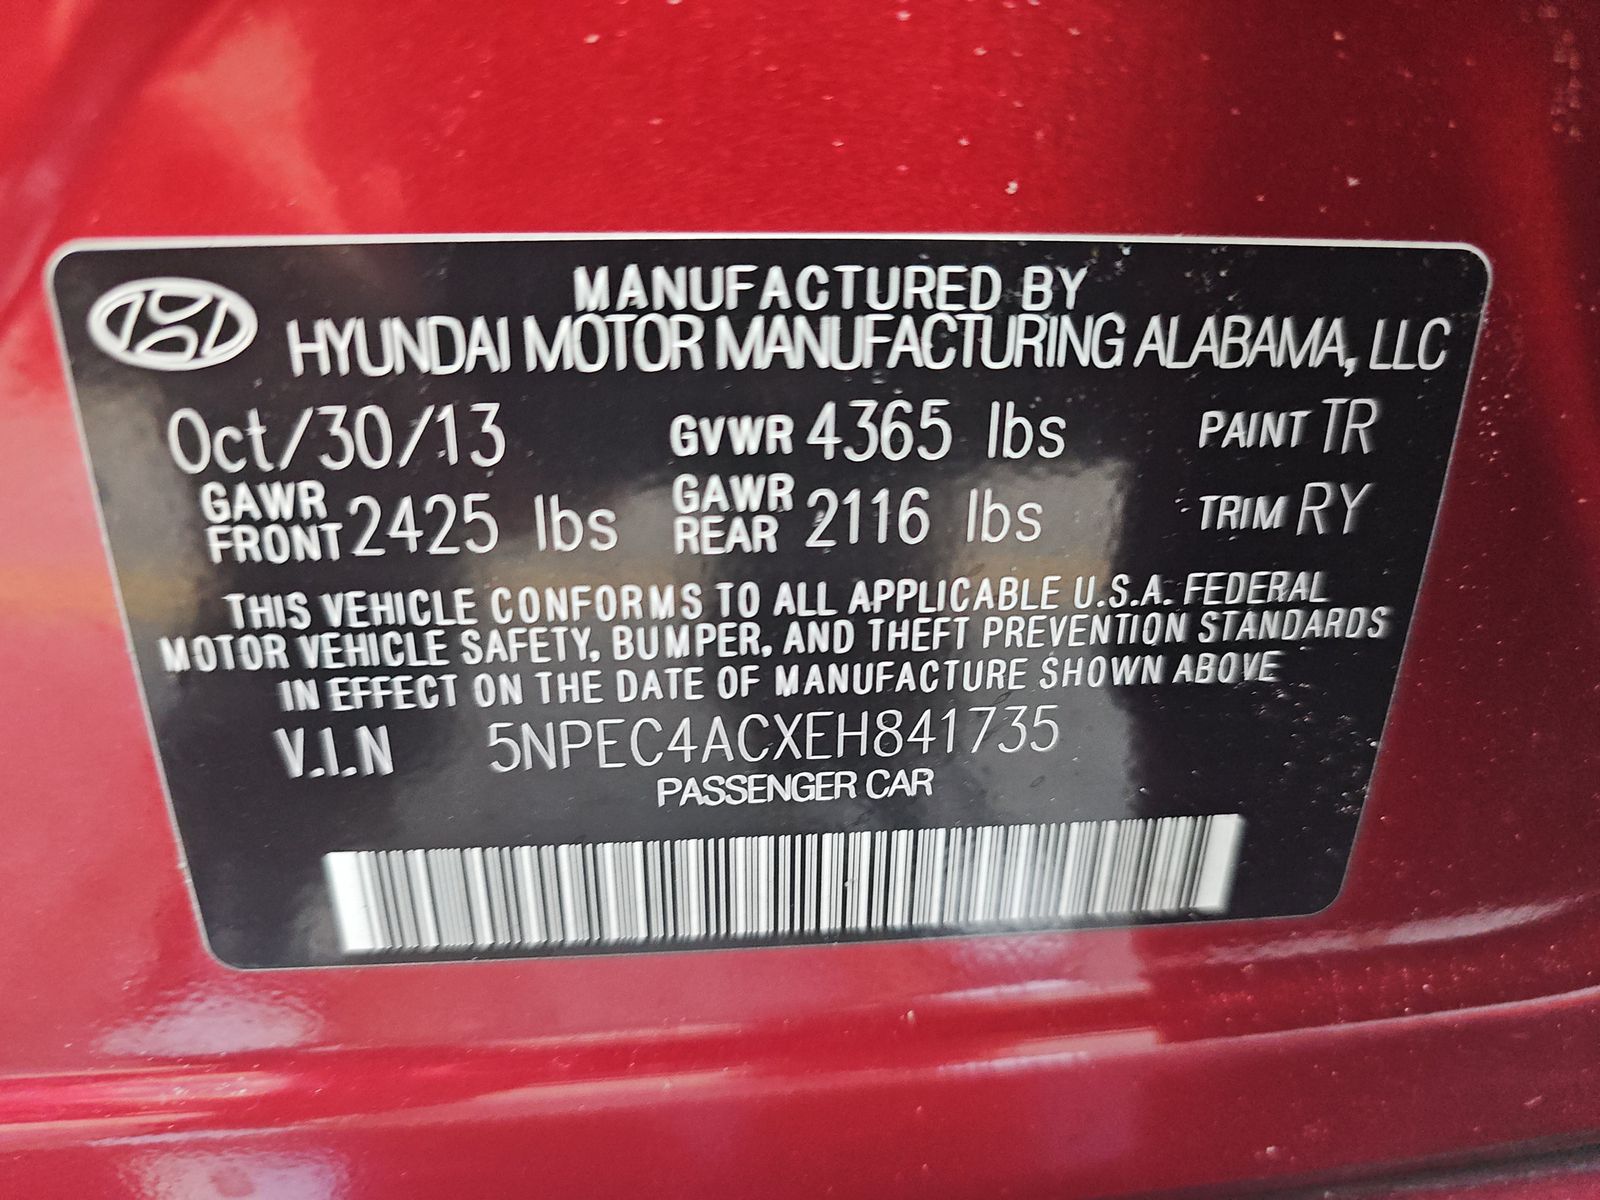 MANUFACTURED BY
HYUNDAI MOTOR MANUFACTURING ALABAMA, LLC
Oct/30/13 GVWR 4365 lbs PAINT TR
GAWR FRONT 2425 lbs GAWR REAR 2116 lbs TRIM RY
THIS VEHICLE CONFORMS TO ALL APPLICABLE U.S.A. FEDERAL
MOTOR VEHICLE SAFETY, BUMPER, AND THEFT PREVENTION STANDARDS
IN EFFECT ON THE DATE OF MANUFACTURE SHOWN ABOVE
V.I.N 5NPEC4ACXEH841735
PASSENGER CAR